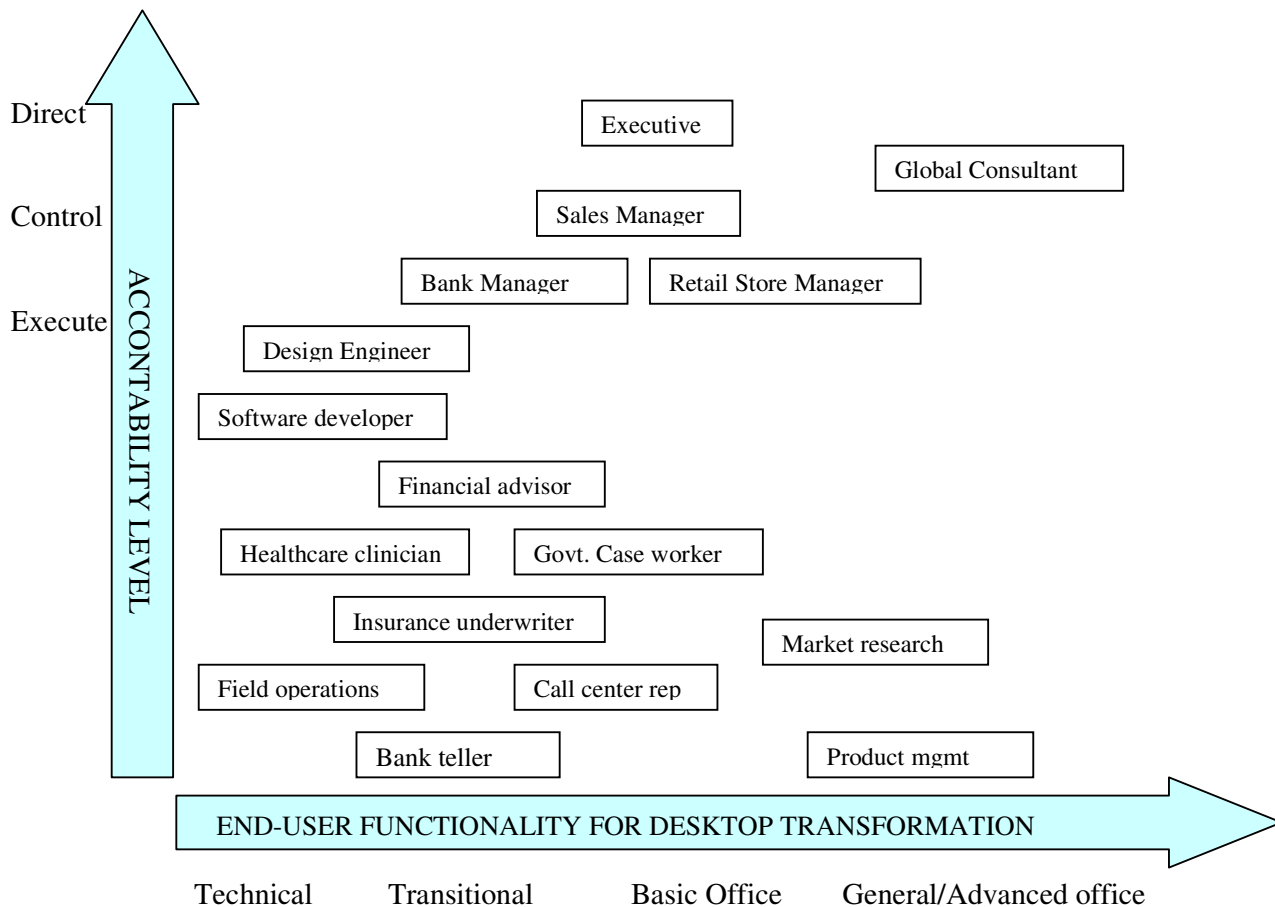 Direct
Executive
Global Consultant
Control
Sales Manager
Bank Manager
Retail Store Manager
Execute
Design Engineer
Software developer
Financial advisor
Healthcare clinician
Govt. Case worker
Insurance underwriter
Market research
Field operations
Call center rep
Bank teller
Product mgmt
ACCONTABILITY LEVEL
END-USER FUNCTIONALITY FOR DESKTOP TRANSFORMATION
Technical
Transitional
Basic Office
General/Advanced office